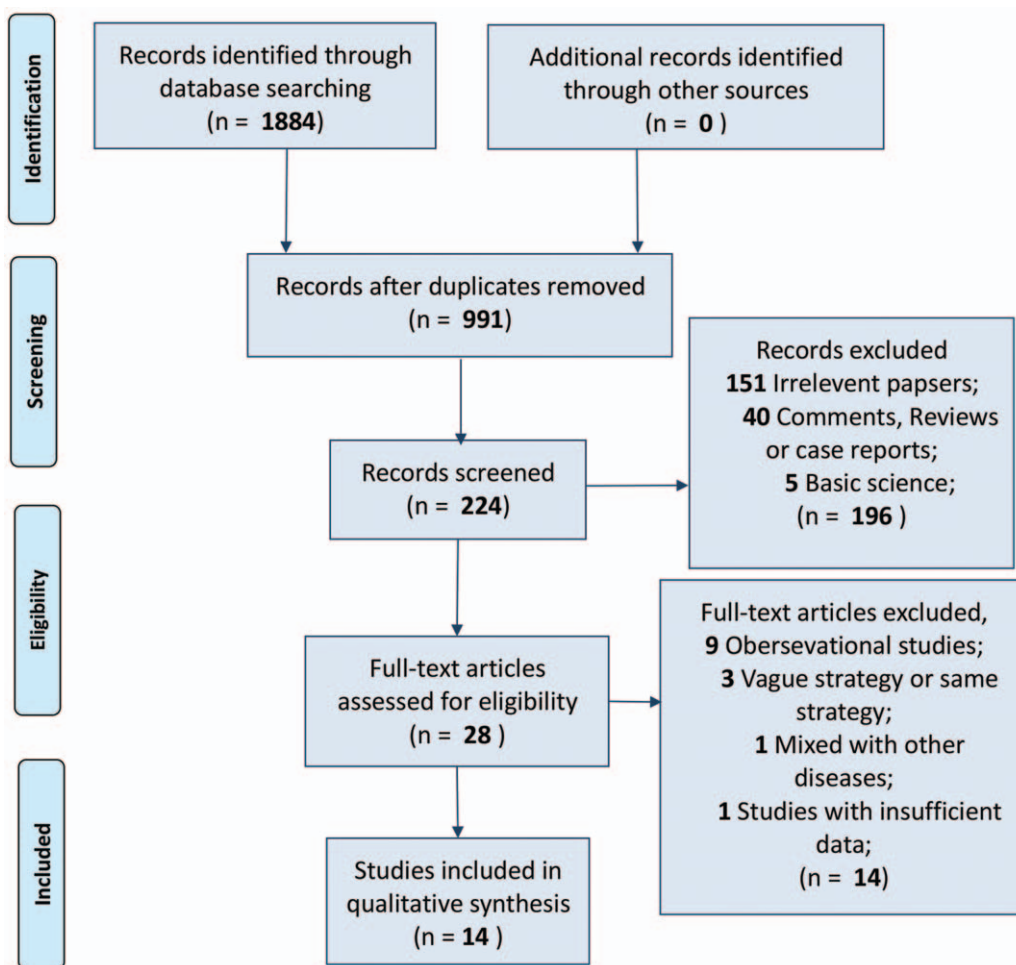 Identification
Records identified through
database searching
(n = 1884)
Additional records identified
through other sources
(n = 0 )
Screening
Records after duplicates removed
(n = 991)
Records screened
(n = 224)
Records excluded
151 Irrelevent papsers;
40 Comments, Reviews
or case reports;
5 Basic science;
(n = 196 )
Eligibility
Full-text articles
assessed for eligibility
(n = 28 )
Full-text articles excluded,
9 Obersevational studies;
3 Vague strategy or same
strategy;
1 Mixed with other
diseases;
1 Studies with insufficient
data;
(n = 14)
Included
Studies included in
qualitative synthesis
(n = 14 )